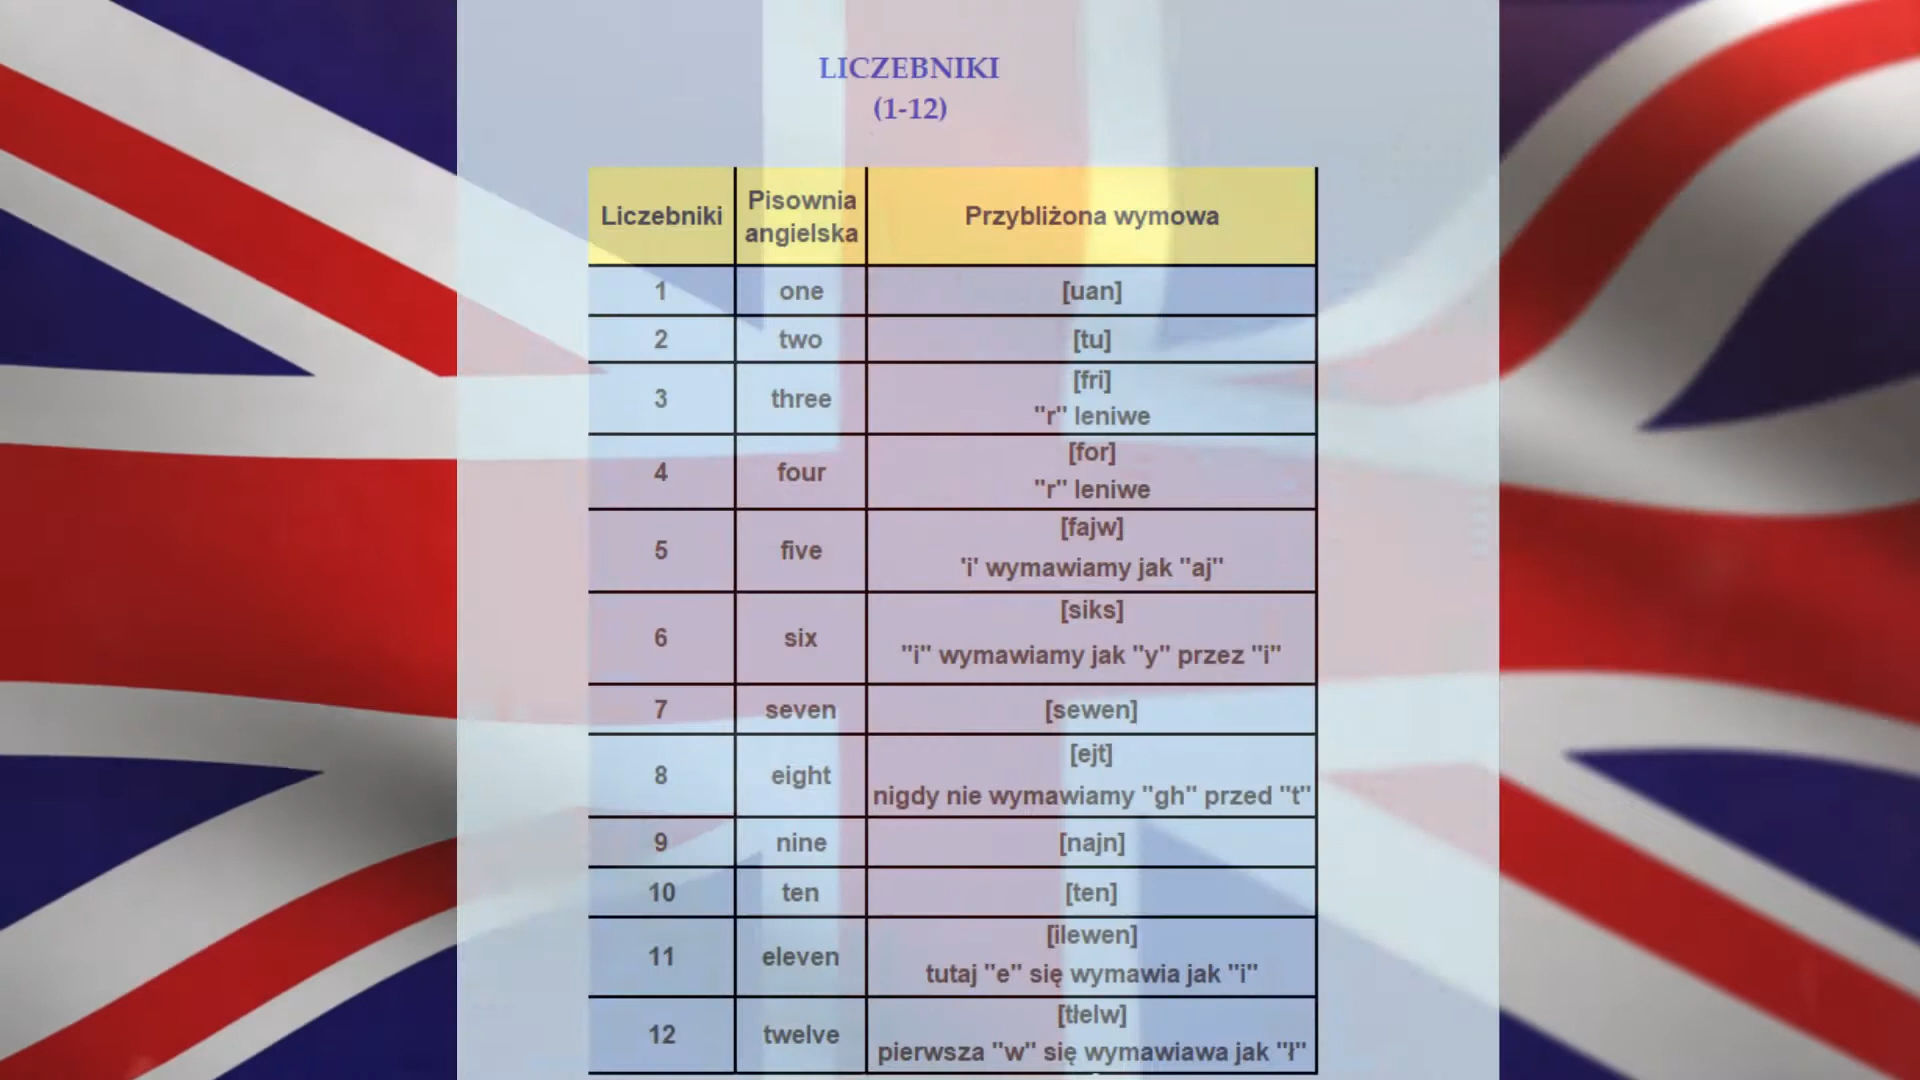 LICZEBNIKI
(1-12)
Liczebniki Pisownia angielska Przybliżona wymowa
1 one [uan]
2 two [tu]
3 three [fri]
"r" leniwe
4 four [for]
"r" leniwe
5 five [fajw]
'i' wymawiamy jak "aj"
6 six [siks]
"i" wymawiamy jak "y" przez "i"
7 seven [sewen]
8 eight [ejt]
nigdy nie wymawiamy "gh" przed "t"
9 nine [najn]
10 ten [ten]
11 eleven [ilewen]
tutaj "e" się wymawia jak "i"
12 twelve [tłelw]
pierwsza "w" się wymawiawa jak "ł"